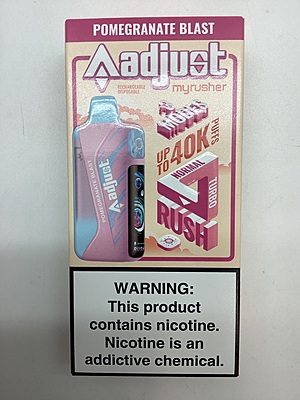 POMEGRANATE BLAST
Adjust
RECHARGEABLE
DISPOSABLE
myrusher
3
MODES
UP TO 40K PUFFS
NORMAL
TURBO
RUSH
Adjust
POMEGRANATE BLAST
WARNING:
This product
contains nicotine.
Nicotine is an
addictive chemical.